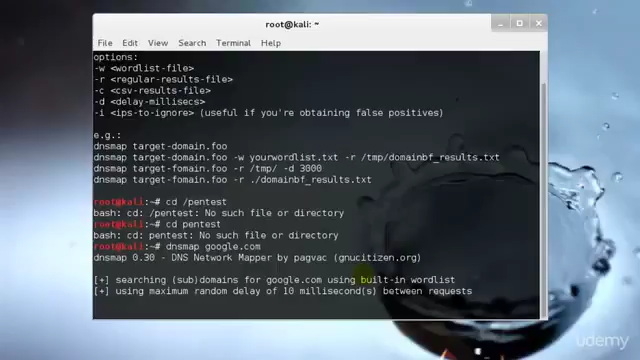 root@kali: ~
File Edit View Search Terminal Help
options:
-w <wordlist-file>
-r <regular-results-file>
-c <csv-results-file>
-d <delay-millisecs>
-i <ips-to-ignore> (useful if you're obtaining false positives)
e.g.:
dnsmap target-domain.foo
dnsmap target-domain.foo -w yourwordlist.txt -r /tmp/domainbf_results.txt
dnsmap target-domain.foo -r /tmp/ -d 3000
dnsmap target-domain.foo -r ./domainbf_results.txt
root@kali:~# cd /pentest
bash: cd: /pentest: No such file or directory
root@kali:~# cd pentest
bash: cd: pentest: No such file or directory
root@kali:~# dnsmap google.com
dnsmap 0.30 - DNS Network Mapper by pagvac (gnucitizen.org)
[+] searching (sub)domains for google.com using built-in wordlist
[+] using maximum random delay of 10 millisecond(s) between requests
udemy